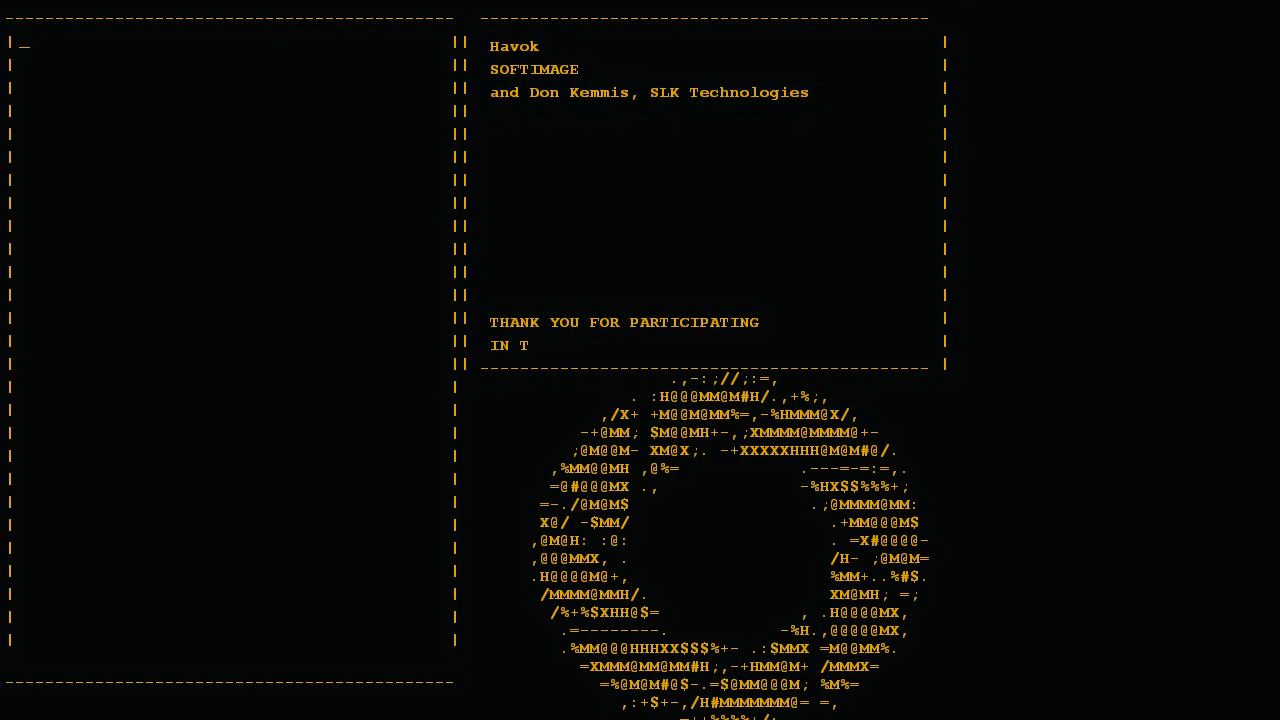 Havok
SOFTIMAGE
and Don Kemmis, SLK Technologies
THANK YOU FOR PARTICIPATING
IN T